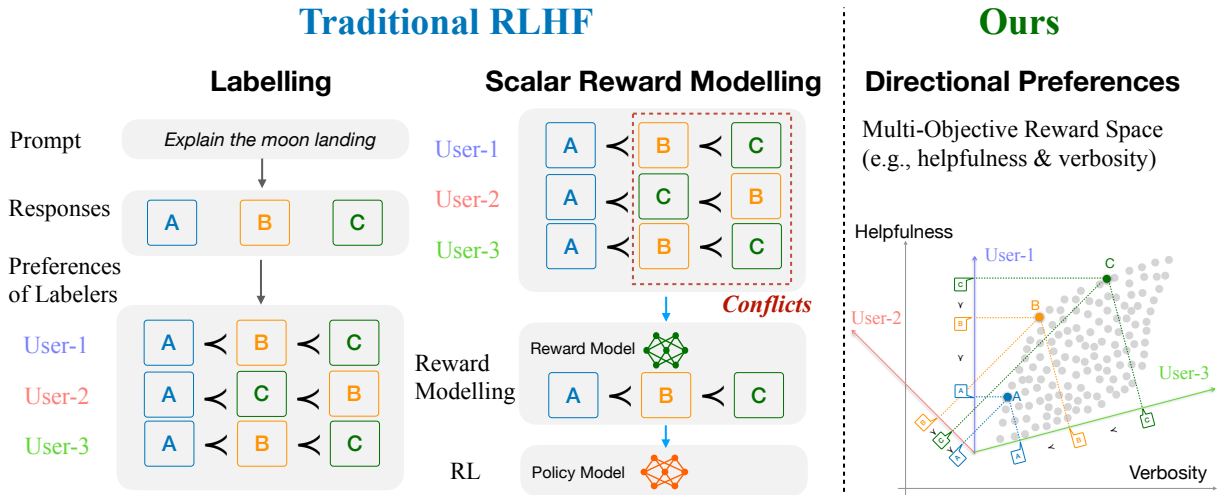 Traditional RLHF
Ours
Labelling
Scalar Reward Modelling
Directional Preferences
Prompt
Explain the moon landing
Responses
A B C
Preferences
of Labelers
User-1 A ≺ B ≺ C
User-2 A ≺ C ≺ B
User-3 A ≺ B ≺ C
User-1 A ≺ B ≺ C
User-2 A ≺ C ≺ B
User-3 A ≺ B ≺ C
Conflicts
Reward
Modelling
Reward Model
A ≺ B ≺ C
RL
Policy Model
Multi-Objective Reward Space
(e.g., helpfulness & verbosity)
Helpfulness
User-1
C
C
≺
B
B
User-2
≺
User-3
A
A
B
C
A
≺
≺
A
≺
B
≺
C
Verbosity